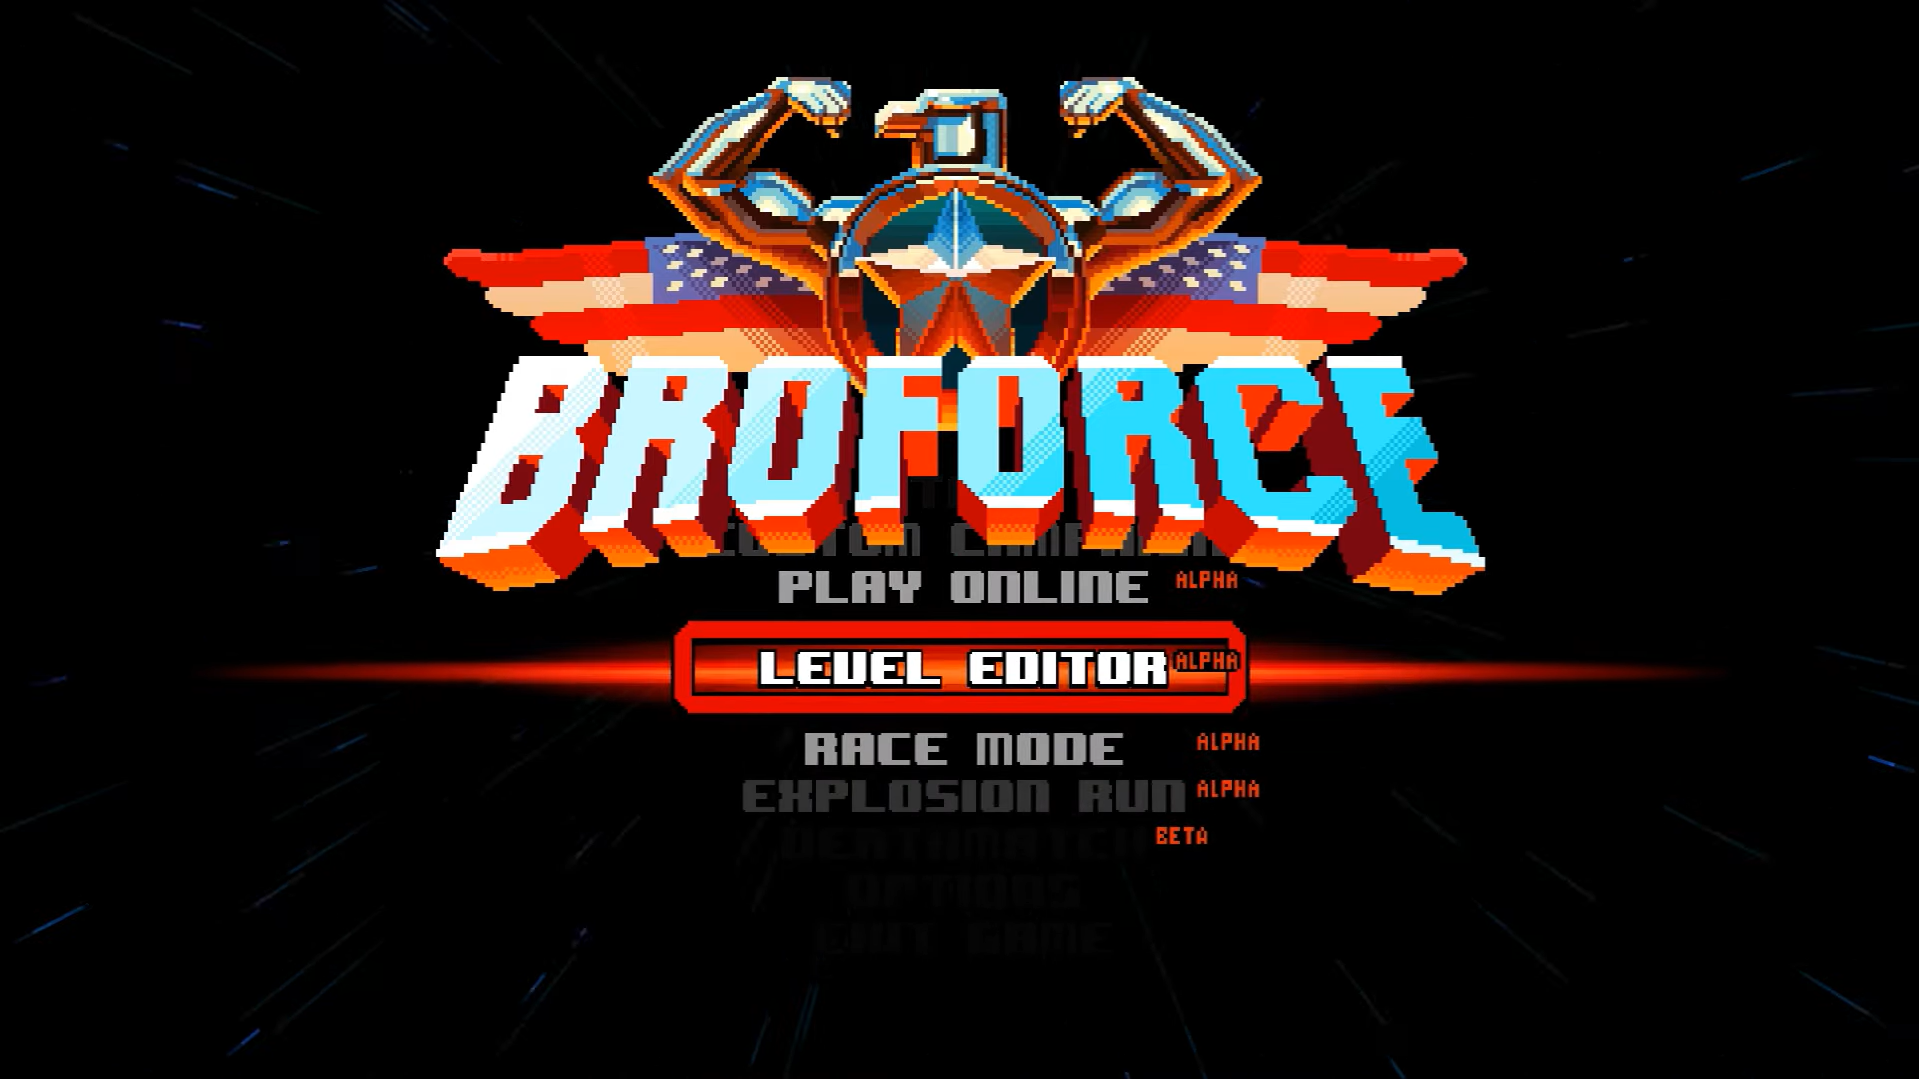 BROFORCE
CUSTOM CAMPAIGN
PLAY ONLINE ALPHA
LEVEL EDITOR ALPHA
RACE MODE ALPHA
EXPLOSION RUN ALPHA
DEATHMATCH BETA
OPTIONS
EXIT GAME